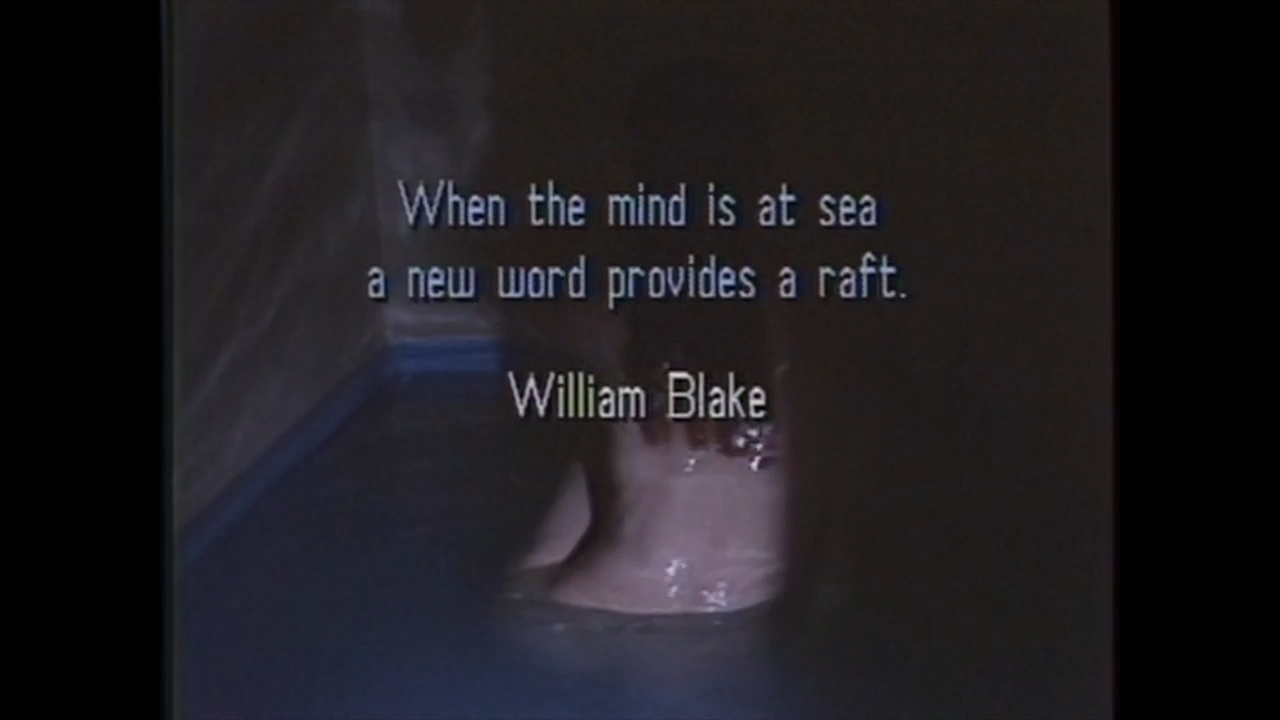 When the mind is at sea
a new word provides a raft.
William Blake